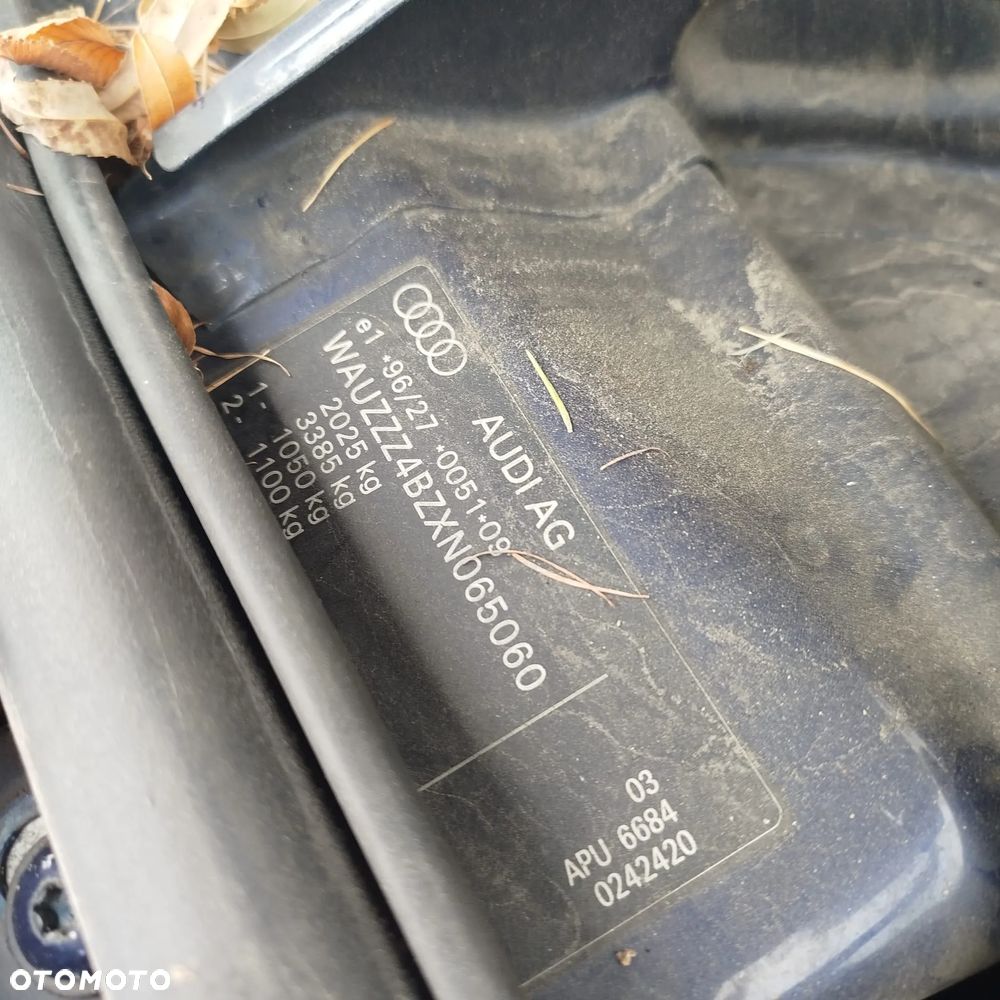 AUDI AG
e1 *96/27 *0051*09
WAUZZZ4BZXN065060
2025 kg
3385 kg
1- 1050 kg
2- 1100 kg
03
APU 6684
0242420
OTOMOTO